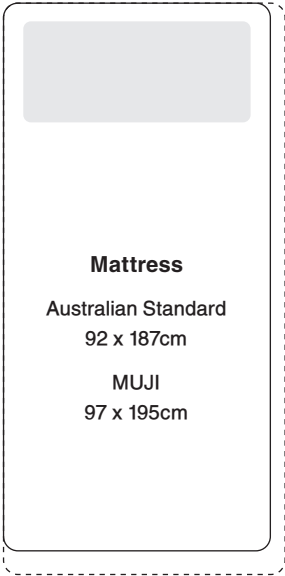 Mattress
Australian Standard
92 x 187cm
MUJI
97 x 195cm